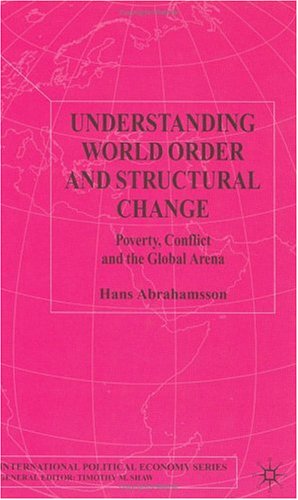 UNDERSTANDING
WORLD ORDER
AND STRUCTURAL
CHANGE
Poverty, Conflict
and the Global Arena
Hans Abrahamsson
INTERNATIONAL POLITICAL ECONOMY SERIES
GENERAL EDITOR: TIMOTHY M. SHAW